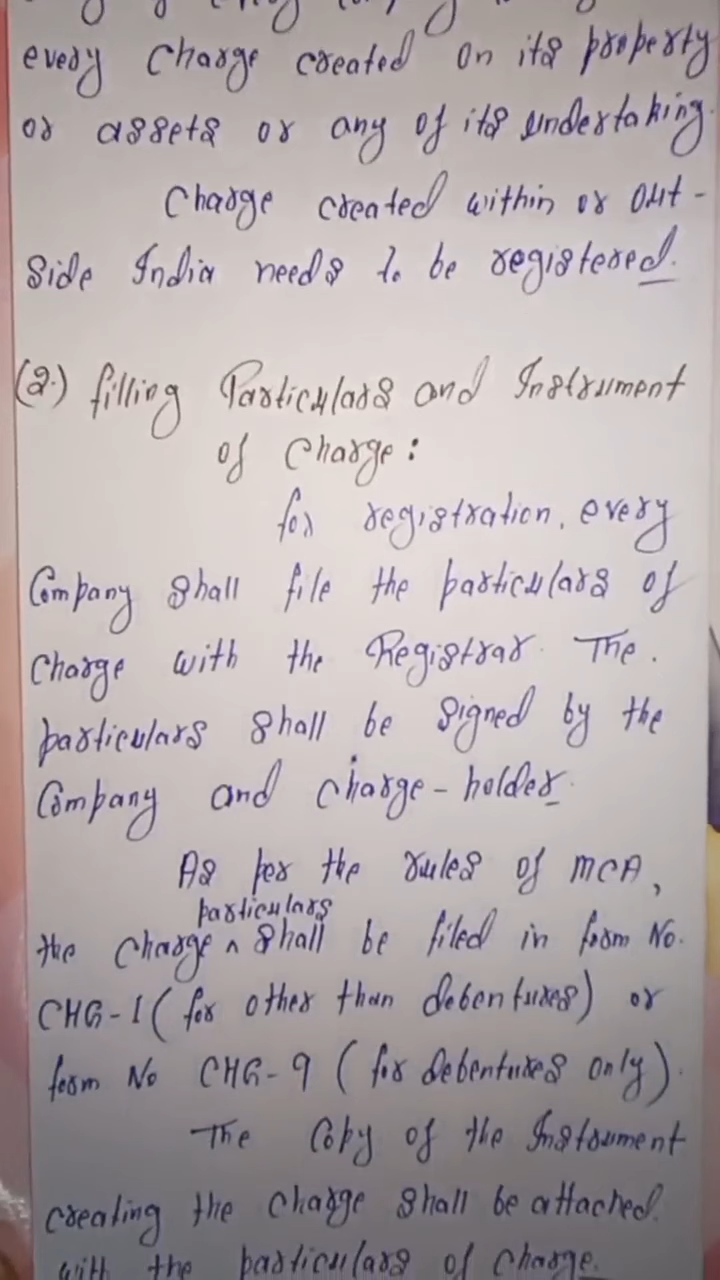 every Charge created on its property
or assets or any of its undertaking.
Charge created within or out-
side India needs to be registered.
(2.) filling Particulars and Instrument
of Charge:
for registration, every
Company shall file the particulars of
Charge with the Registrar. The.
particulars shall be signed by the
Company and charge-holder.
As per the rules of MCA,
particulars
the Charge ^ shall be filed in form No.
CHG-1 (for other than debentures) or
form No CHG-9 (for Debentures only).
The Copy of the Instrument
creating the charge shall be attached
with the particulars of charge.